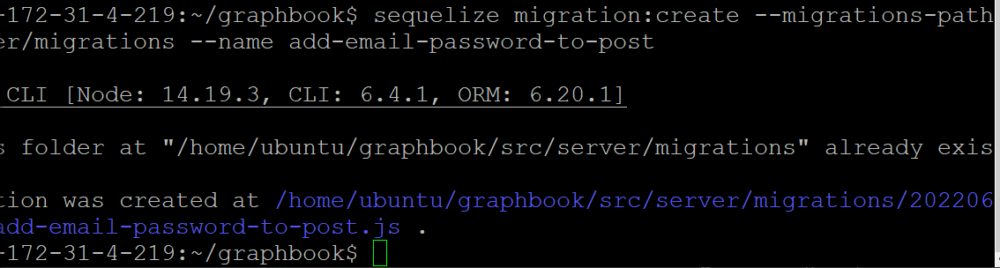 -172-31-4-219:~/graphbook$ sequelize migration:create --migrations-path
er/migrations --name add-email-password-to-post
CLI [Node: 14.19.3, CLI: 6.4.1, ORM: 6.20.1]
s folder at "/home/ubuntu/graphbook/src/server/migrations" already exis
tion was created at /home/ubuntu/graphbook/src/server/migrations/202206
add-email-password-to-post.js .
-172-31-4-219:~/graphbook$